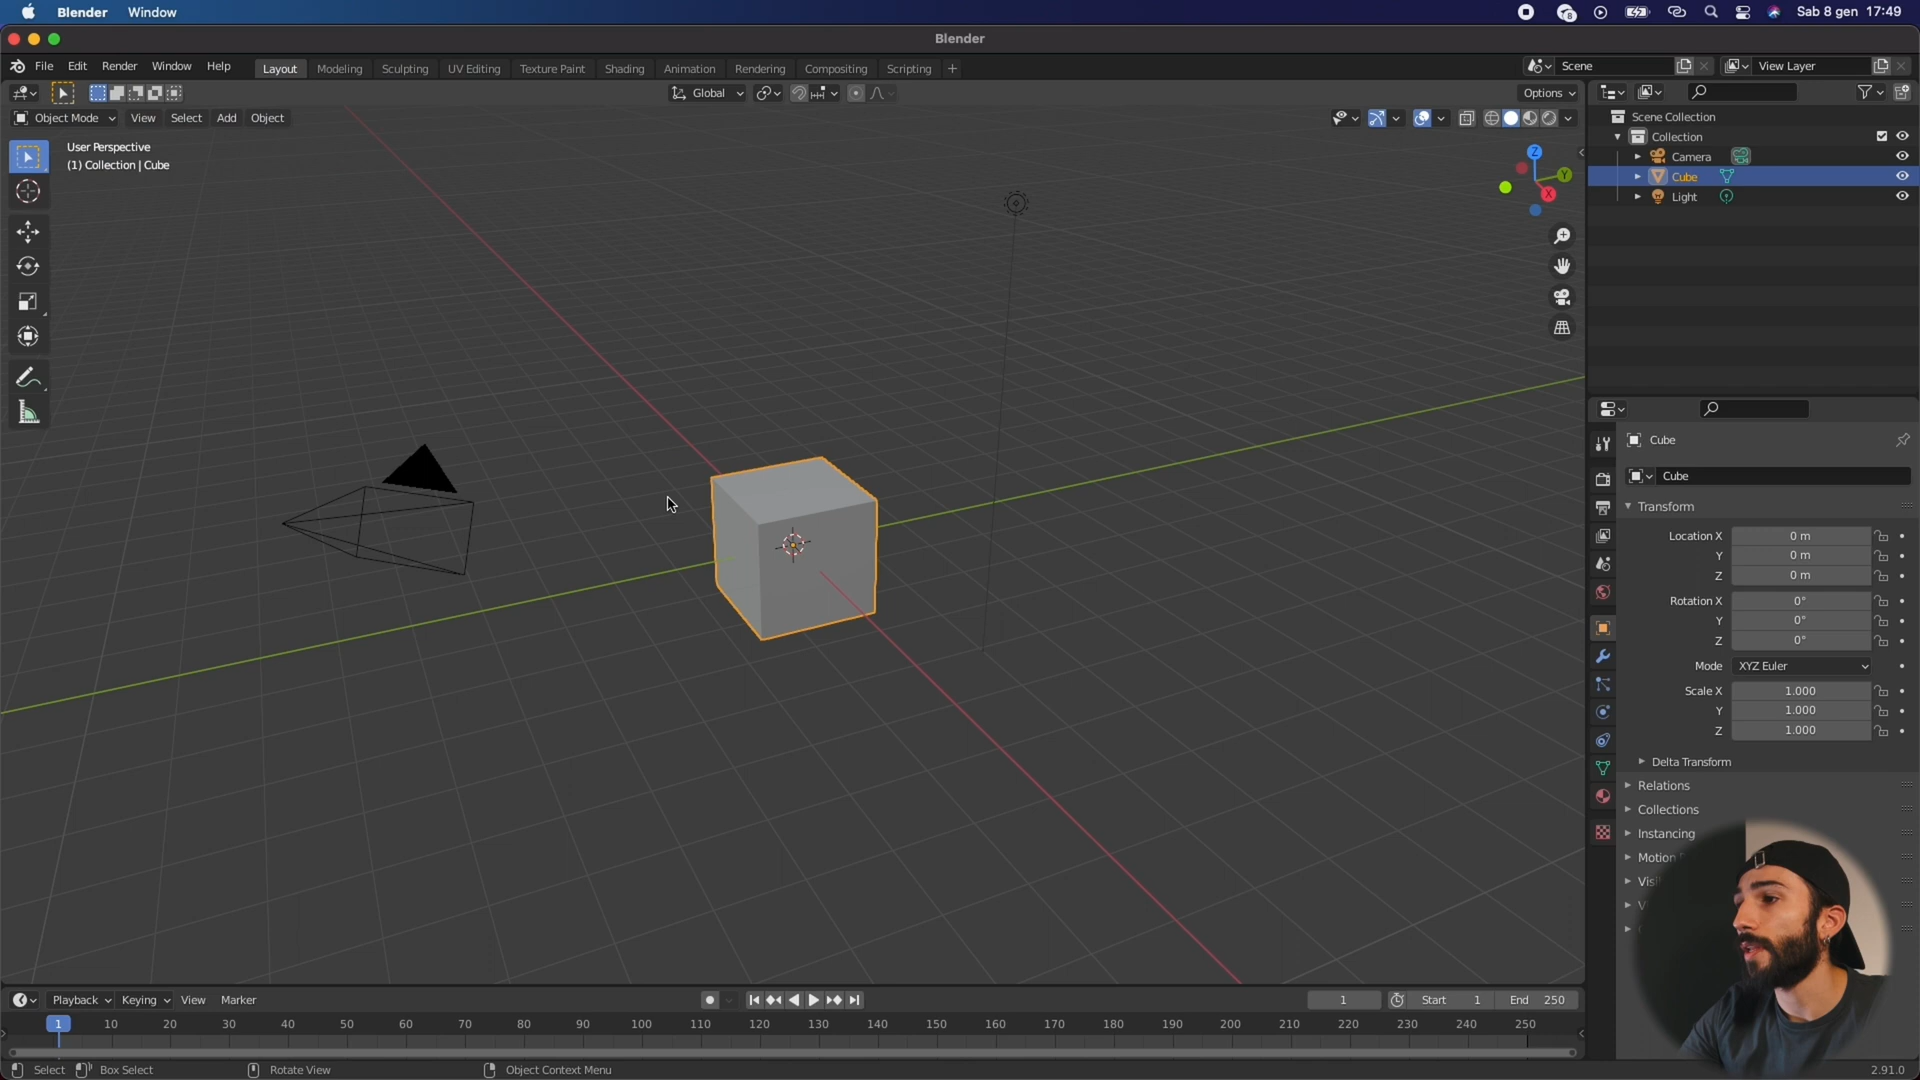 Blender Window
8 Sab 8 gen 17:49
Blender
File Edit Render Window Help Layout Modeling Sculpting UV Editing Texture Paint Shading Animation Rendering Compositing Scripting + Scene View Layer
Global Options
Object Mode View Select Add Object
User Perspective
(1) Collection | Cube
Z
Y
X
Scene Collection
Collection
Camera
Cube
Light
Cube
Cube
Transform
Location X 0 m
Y 0 m
Z 0 m
Rotation X 0°
Y 0°
Z 0°
Mode XYZ Euler
Scale X 1.000
Y 1.000
Z 1.000
Delta Transform
Relations
Collections
Instancing
Motion
Playback Keying View Marker 1 Start 1 End 250
1 10 20 30 40 50 60 70 80 90 100 110 120 130 140 150 160 170 180 190 200 210 220 230 240 250
Select Box Select Rotate View Object Context Menu 2.91.0